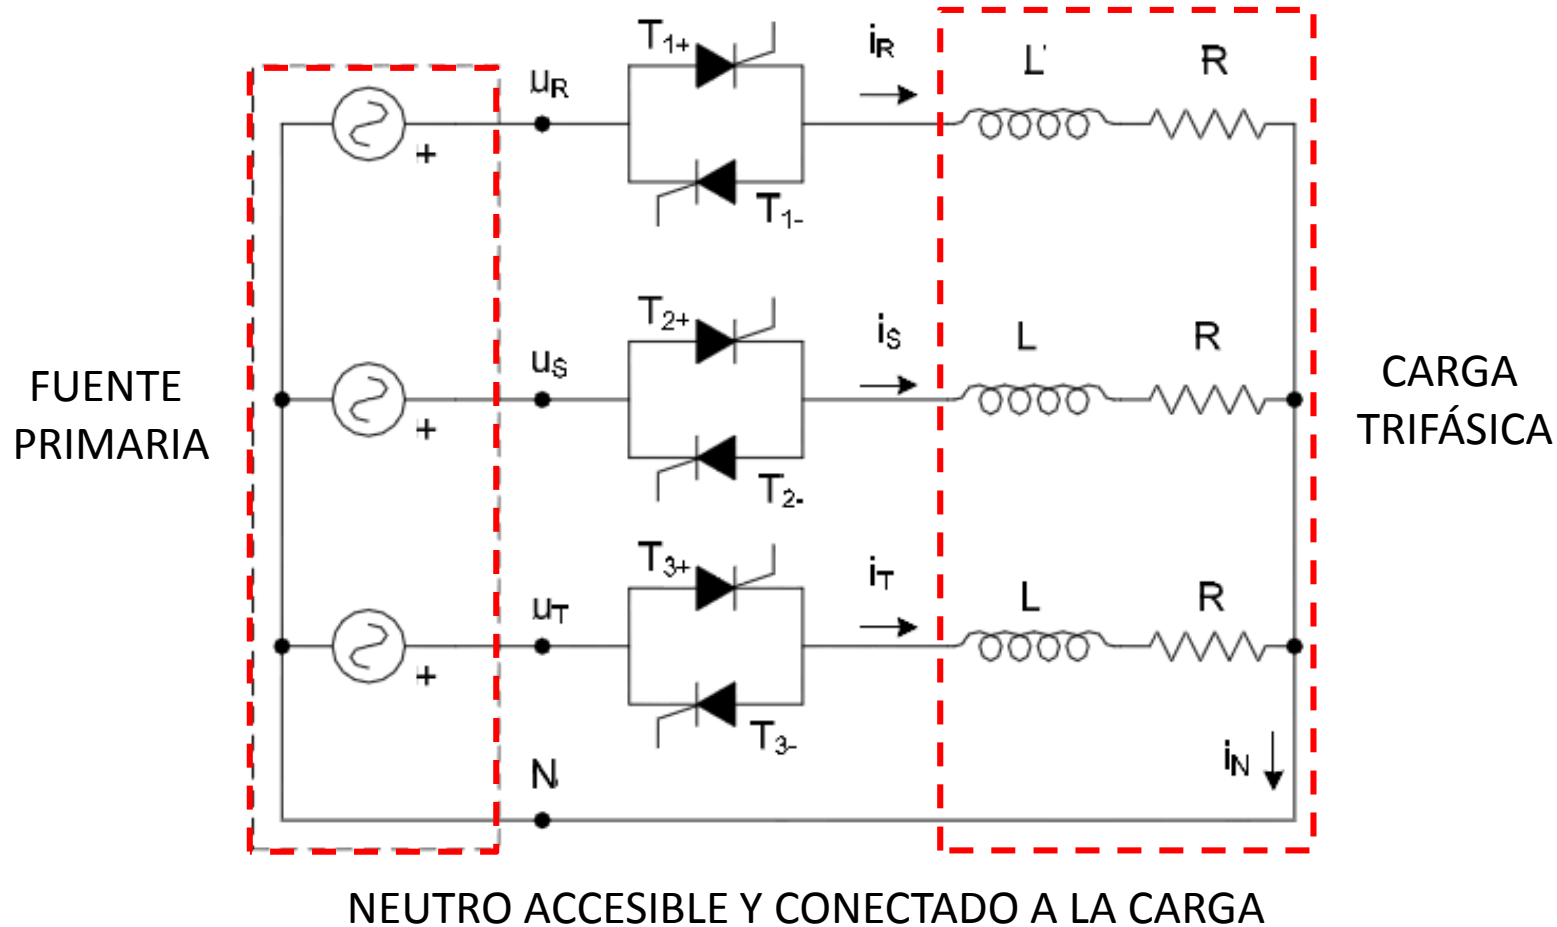 T1+
iR
L
R
uR
+
T1-
T2+
iS
L
R
uS
+
T2-
FUENTE
PRIMARIA
CARGA
TRIFÁSICA
T3+
iT
L
R
uT
+
T3-
N
iN
NEUTRO ACCESIBLE Y CONECTADO A LA CARGA